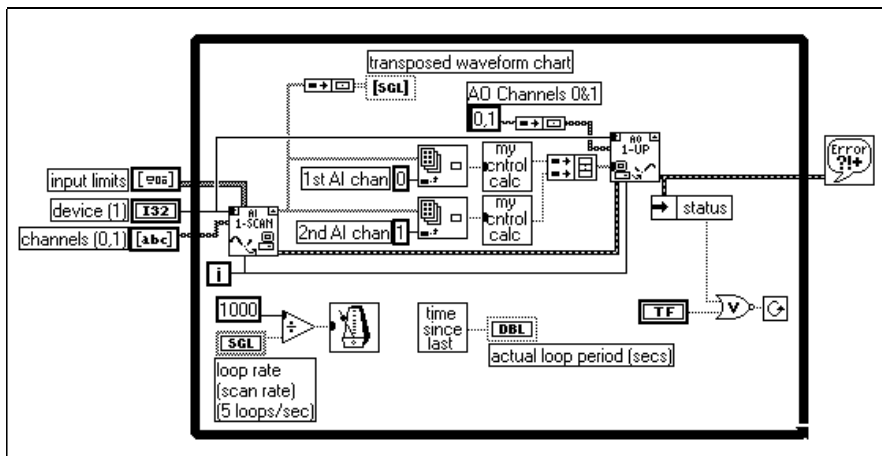 transposed waveform chart
[SGL]
AO Channels 0&1
0,1
AO
1-UP
my
cntrol
calc
Error
?!+
1st AI chan 0
input limits
device (1) I32
channels (0,1) [abc]
AI
1-SCAN
my
cntrol
calc
2nd AI chan 1
status
i
1000
÷
SGL
loop rate
(scan rate)
(5 loops/sec)
time
since
last
DBL
actual loop period (secs)
TF
V